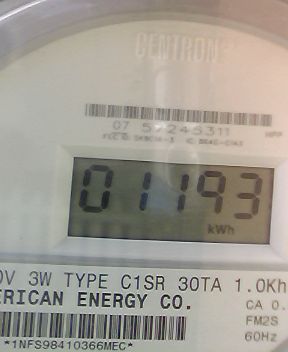 CENTRON
07 57245311
01193
kWh
0V 3W TYPE C1SR 30TA 1.0Kh
ERICAN ENERGY CO.
CA 0.
FM2S
60Hz
*1NFS98410366MEC*